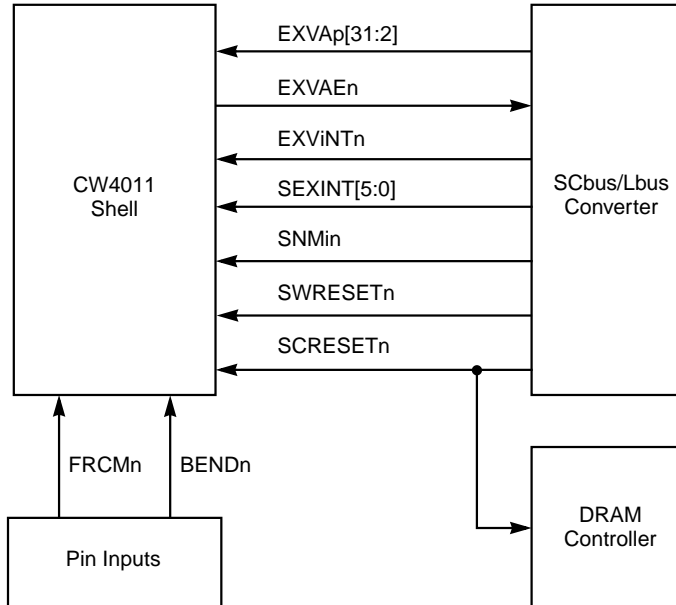 EXVAp[31:2]
EXVAEn
EXViNTn
CW4011
Shell
SEXINT[5:0]
SCbus/Lbus
Converter
SNMin
SWRESETn
SCRESETn
FRCMn
BENDn
DRAM
Controller
Pin Inputs